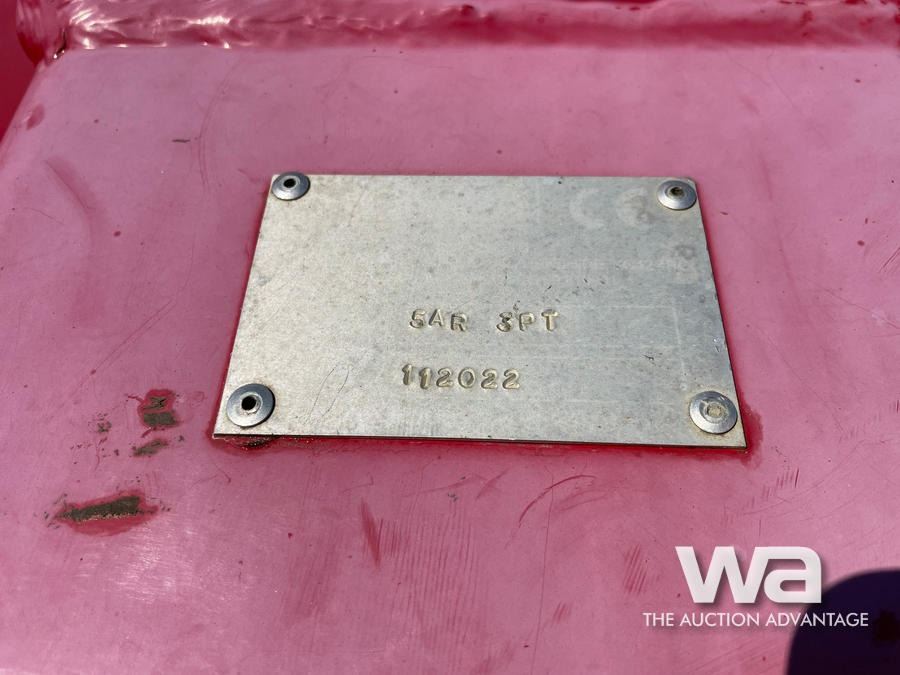 5AR 3PT
112022
wa
THE AUCTION ADVANTAGE